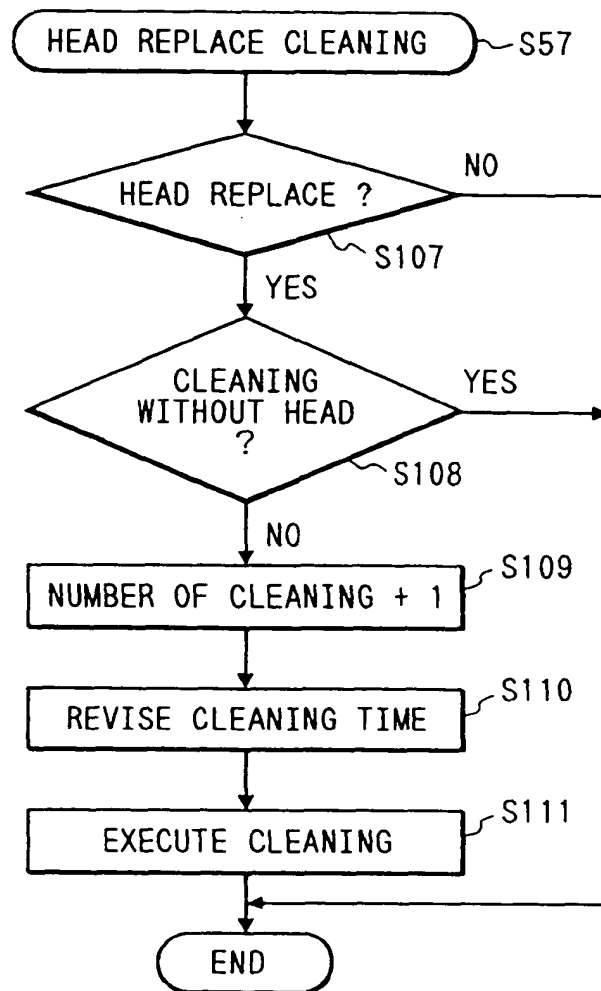 HEAD REPLACE CLEANING
S57
HEAD REPLACE ?
NO
S107
YES
CLEANING
WITHOUT HEAD
?
YES
S108
NO
S109
NUMBER OF CLEANING + 1
S110
REVISE CLEANING TIME
S111
EXECUTE CLEANING
END